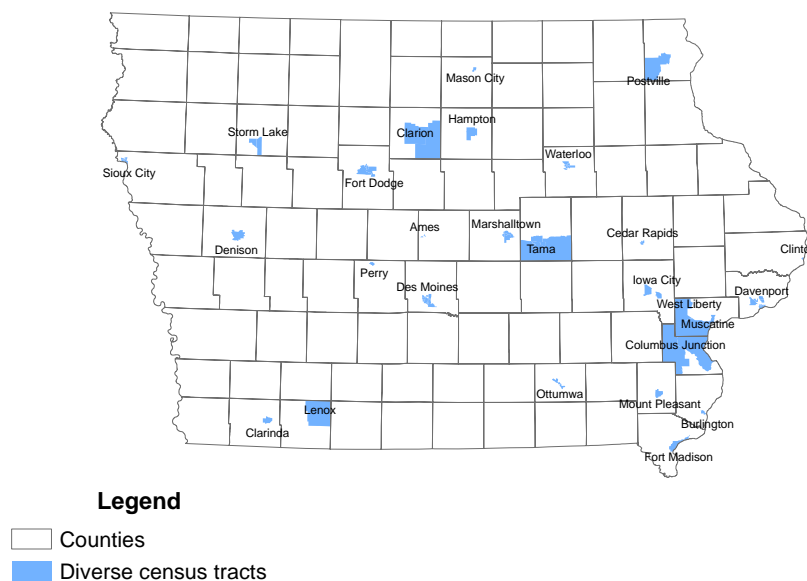 Mason City
Postville
Hampton
Clarion
Storm Lake
Waterloo
Sioux City
Fort Dodge
Ames
Marshalltown
Cedar Rapids
Denison
Tama
Clinto
Perry
Des Moines
Iowa City
Davenport
West Liberty
Muscatine
Columbus Junction
Ottumwa
Mount Pleasant
Lenox
Burlington
Clarinda
Fort Madison
Legend
Counties
Diverse census tracts